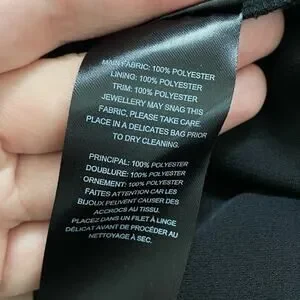 MAIN FABRIC: 100% POLYESTER
LINING: 100% POLYESTER
TRIM: 100% POLYESTER
JEWELLERY MAY SNAG THIS
FABRIC, PLEASE TAKE CARE
PLACE IN A DELICATES BAG PRIOR
TO DRY CLEANING.
PRINCIPAL: 100% POLYESTER
DOUBLURE: 100% POLYESTER
ORNEMENT: 100% POLYESTER
FAITES ATTENTION CAR LES
BIJOUX PEUVENT CAUSER DES
ACCROCS AU TISSU.
PLACEZ DANS UN FILET À LINGE
DÉLICAT AVANT DE PROCÉDER AU
NETTOYAGE À SEC.